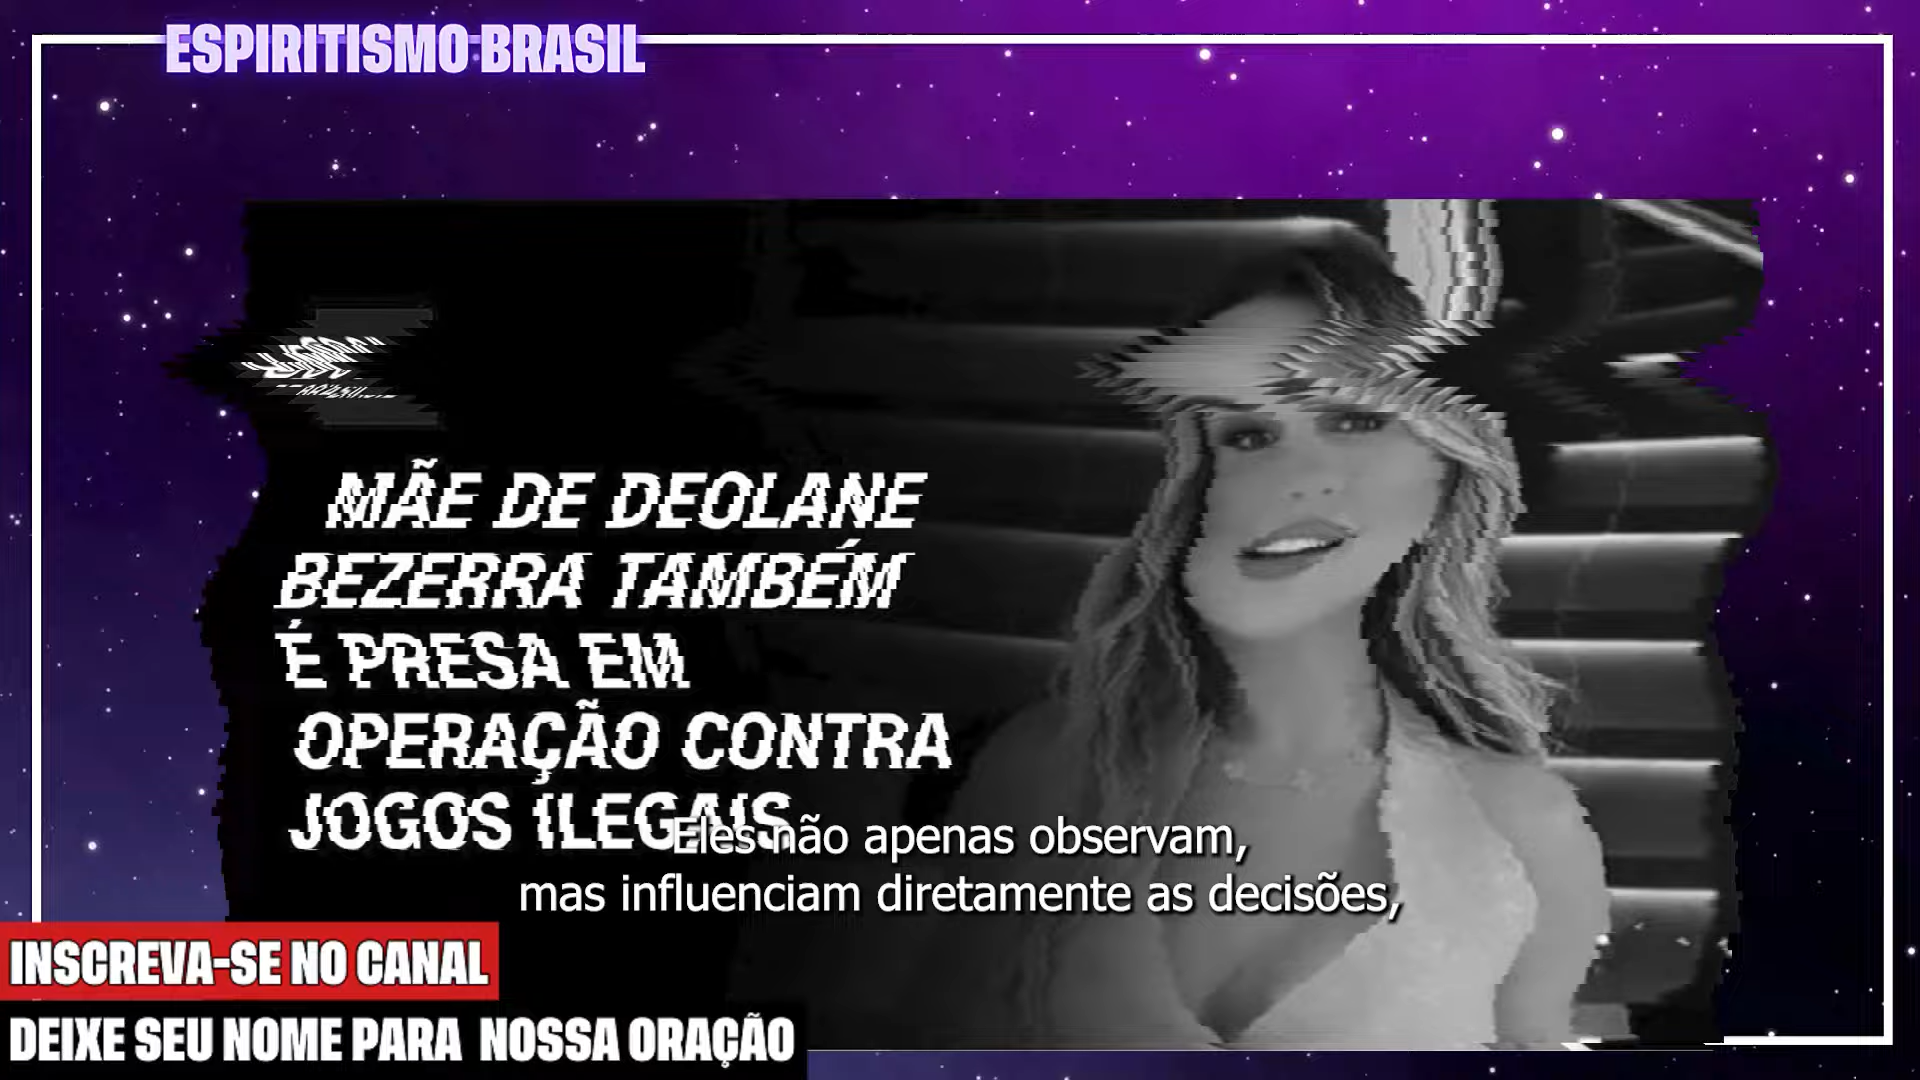 ESPIRITISMO BRASIL
MÃE DE DEOLANE
BEZERRA TAMBÉM
É PRESA EM
OPERAÇÃO CONTRA
JOGOS ILEGAIS
Eles não apenas observam,
mas influenciam diretamente as decisões,
INSCREVA-SE NO CANAL
DEIXE SEU NOME PARA NOSSA ORAÇÃO